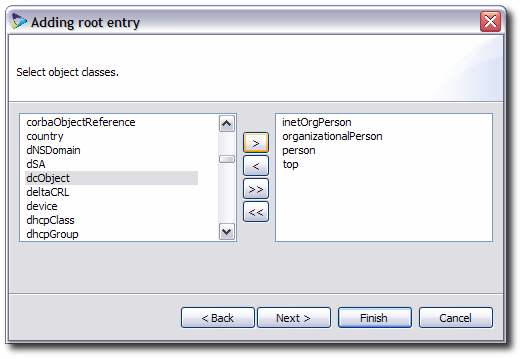 Adding root entry
Select object classes.
corbaObjectReference
country
dNSDomain
dSA
dcObject
deltaCRL
device
dhcpClass
dhcpGroup
>
<
>>
<<
inetOrgPerson
organizationalPerson
person
top
< Back
Next >
Finish
Cancel